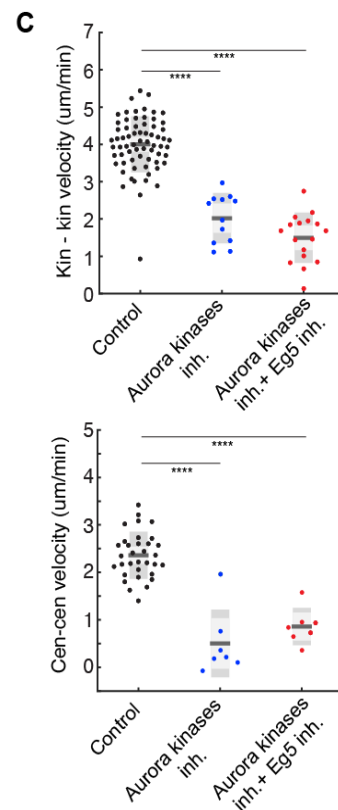 C
Kin - kin velocity (um/min)
6
5
4
3
2
1
0
****
****
Control
Aurora kinases
inh.
Aurora kinases
inh.+ Eg5 inh.
Cen-cen velocity (um/min)
5
4
3
2
1
0
****
****
Control
Aurora kinases
inh.
Aurora kinases
inh.+ Eg5 inh.